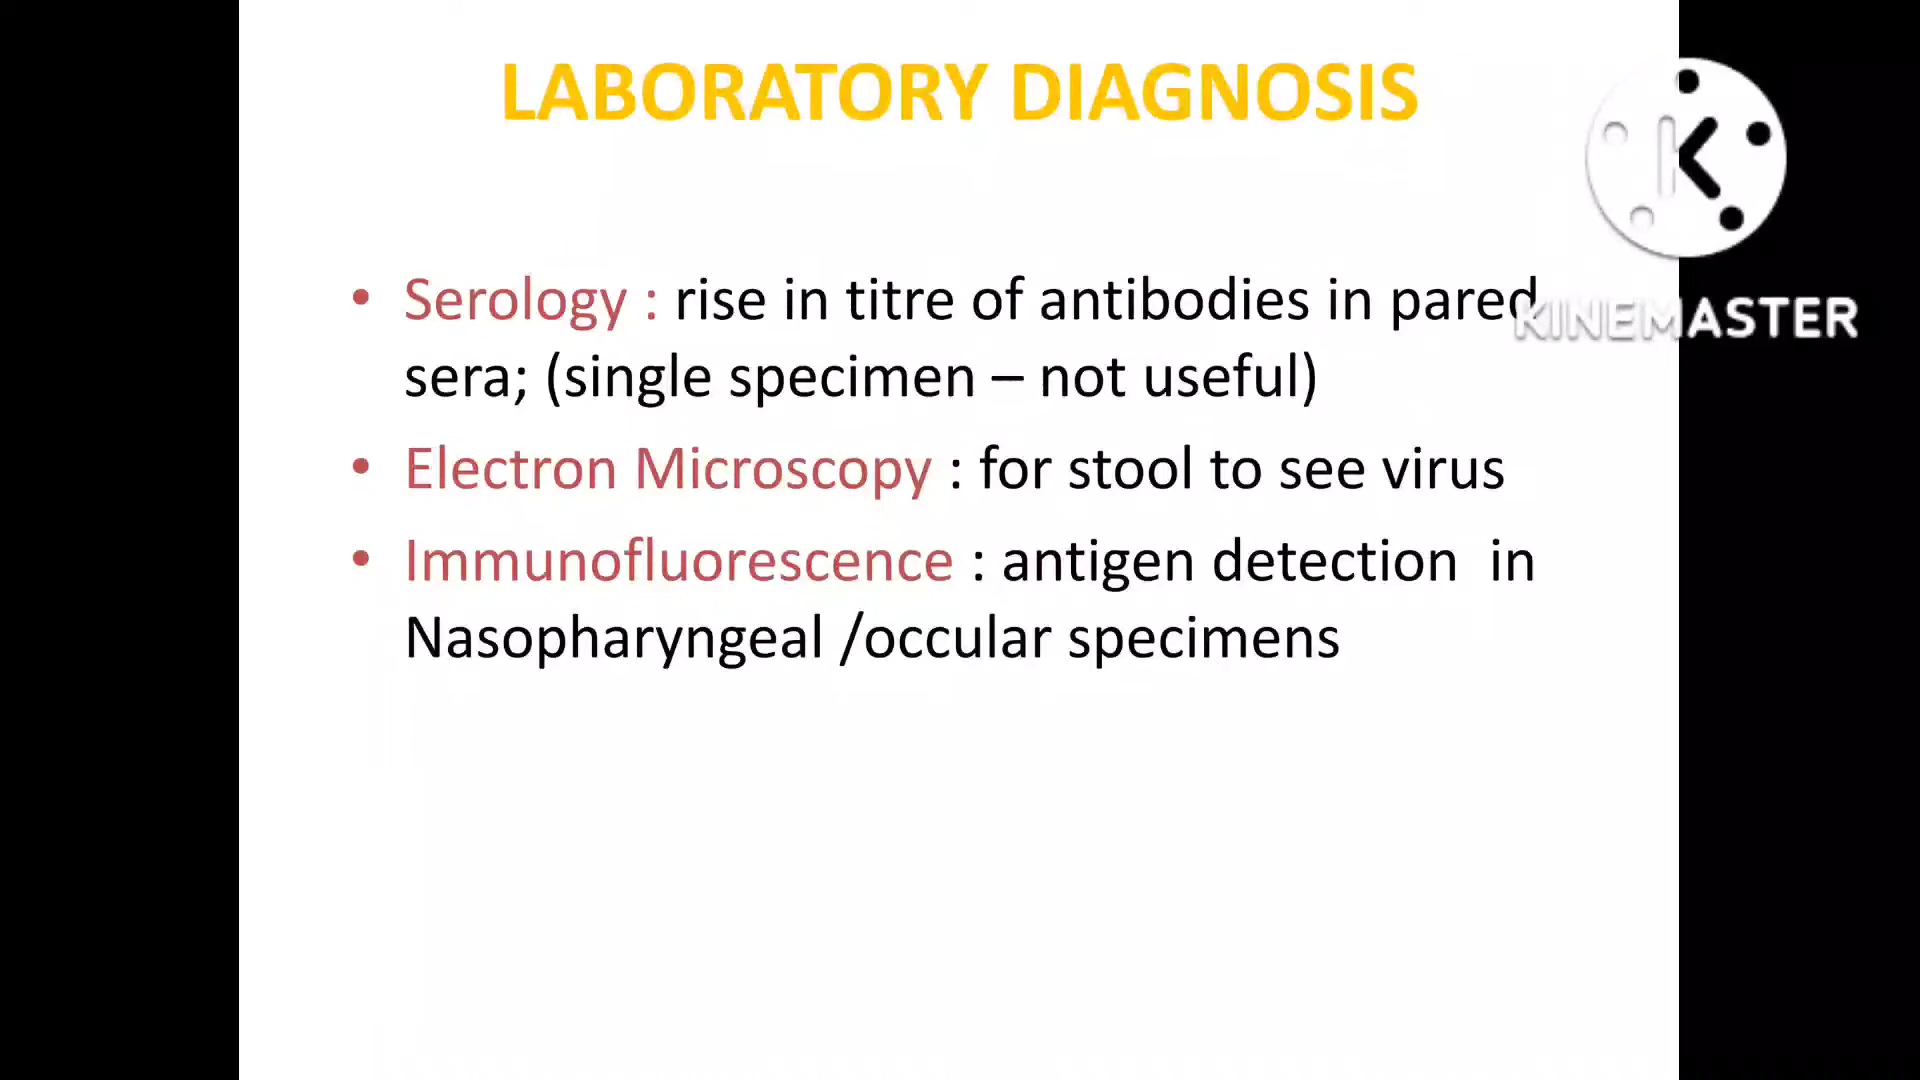 LABORATORY DIAGNOSIS
K
KINEMASTER
• Serology : rise in titre of antibodies in pared
sera; (single specimen – not useful)
• Electron Microscopy : for stool to see virus
• Immunofluorescence : antigen detection in
Nasopharyngeal /occular specimens